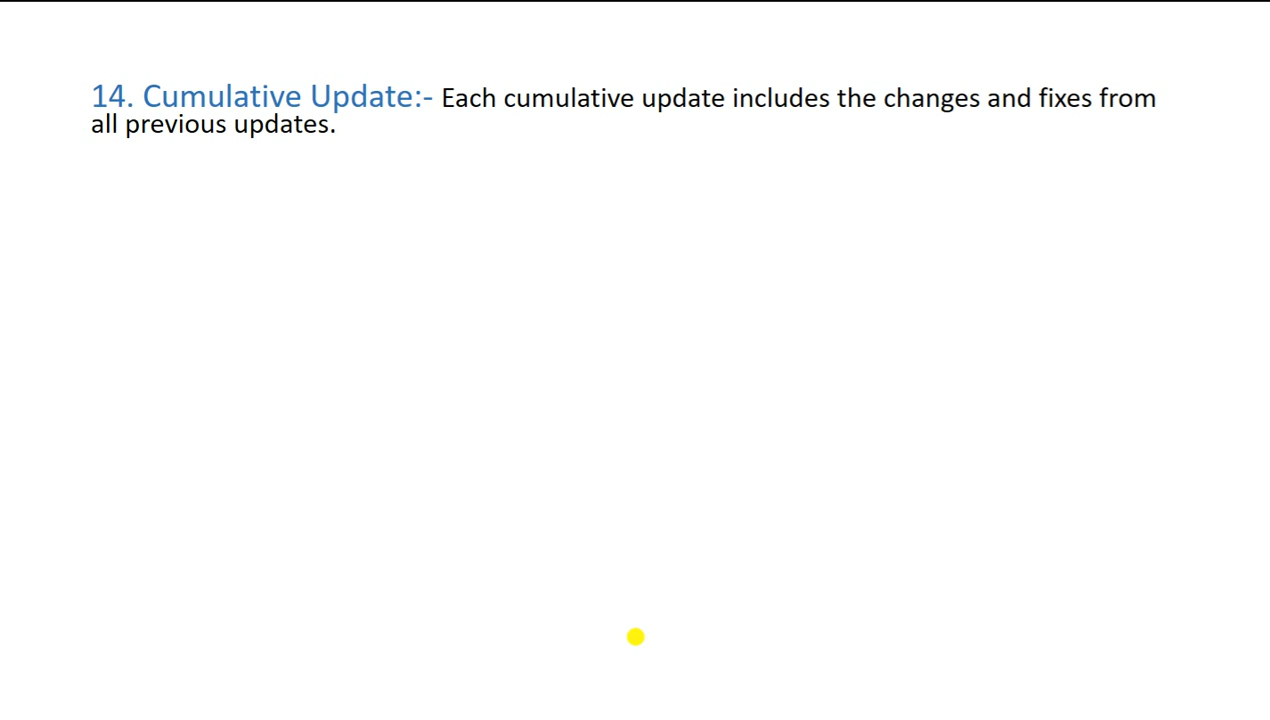 14. Cumulative Update:- Each cumulative update includes the changes and fixes from
all previous updates.